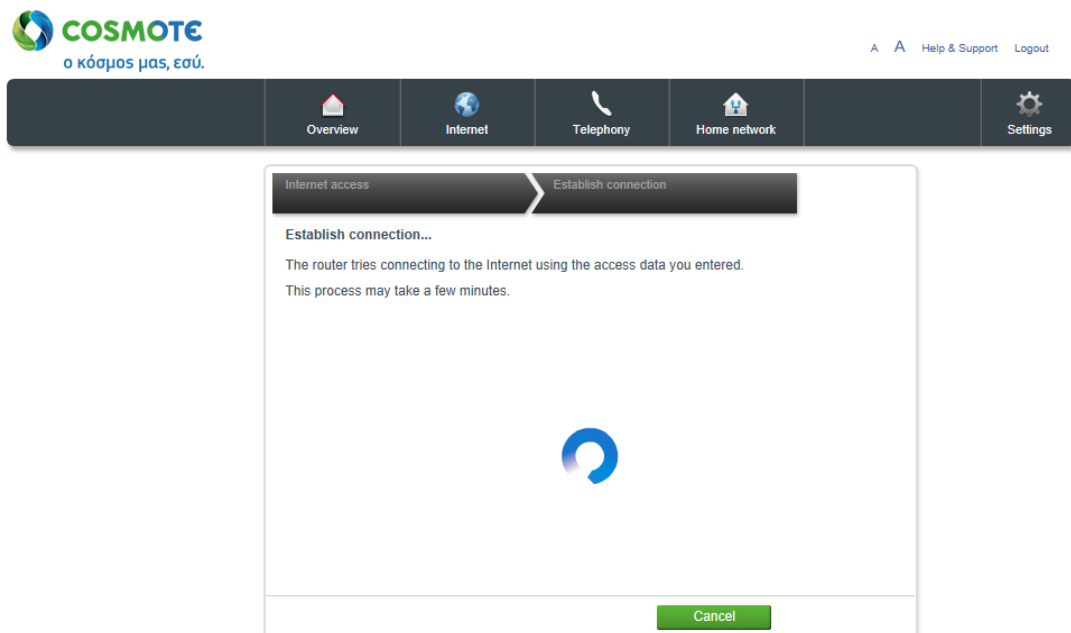 COSMOTE
ο κόσμος μας, εσύ.
A A Help & Support Logout
Overview Internet Telephony Home network Settings
Internet access Establish connection
Establish connection...
The router tries connecting to the Internet using the access data you entered.
This process may take a few minutes.
Cancel